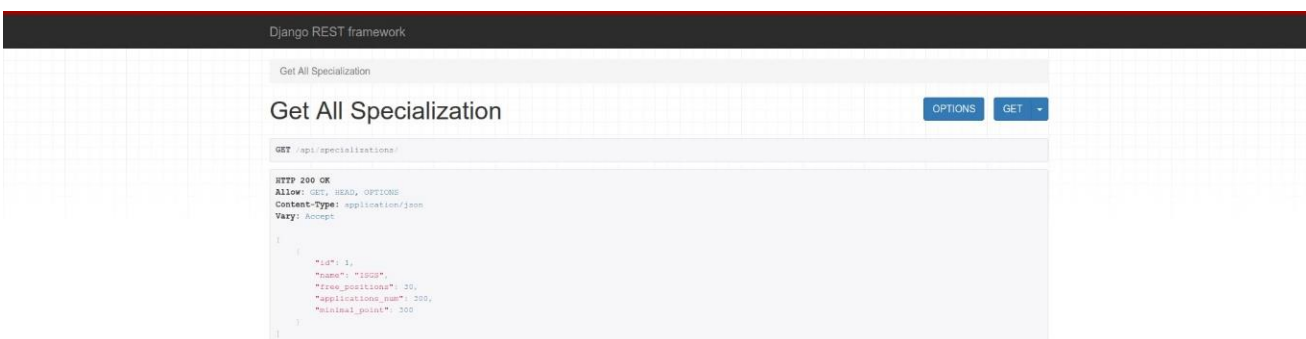 Django REST framework
Get All Specialization
Get All Specialization
OPTIONS GET
GET /api/specializations/
HTTP 200 OK
Allow: GET, HEAD, OPTIONS
Content-Type: application/json
Vary: Accept
[
{
"id": 1,
"name": "ISGS",
"free_positions": 30,
"applications_num": 300,
"minimal_point": 300
}
]